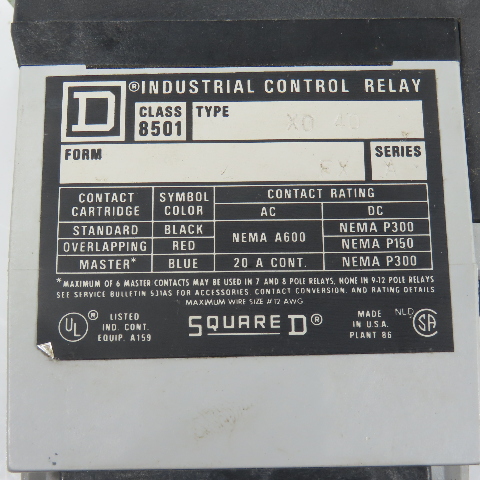 D ® INDUSTRIAL CONTROL RELAY
CLASS 8501 TYPE XO
FORM SERIES
CONTACT CARTRIDGE SYMBOL COLOR CONTACT RATING
AC DC
STANDARD BLACK NEMA A600 NEMA P300
OVERLAPPING RED NEMA P150
MASTER* BLUE 20 A CONT. NEMA P300
*MAXIMUM OF 6 MASTER CONTACTS MAY BE USED IN 7 AND 8 POLE RELAYS, NONE IN 9-12 POLE RELAYS
SEE SERVICE BULLETIN 531AS FOR ACCESSORIES, CONTACT CONVERSION, AND RATING DETAILS
MAXIMUM WIRE SIZE #12 AWG
UL ® LISTED IND. CONT. EQUIP. A159 SQUARE D ® MADE IN U.S.A. PLANT 86 NLD SA ®